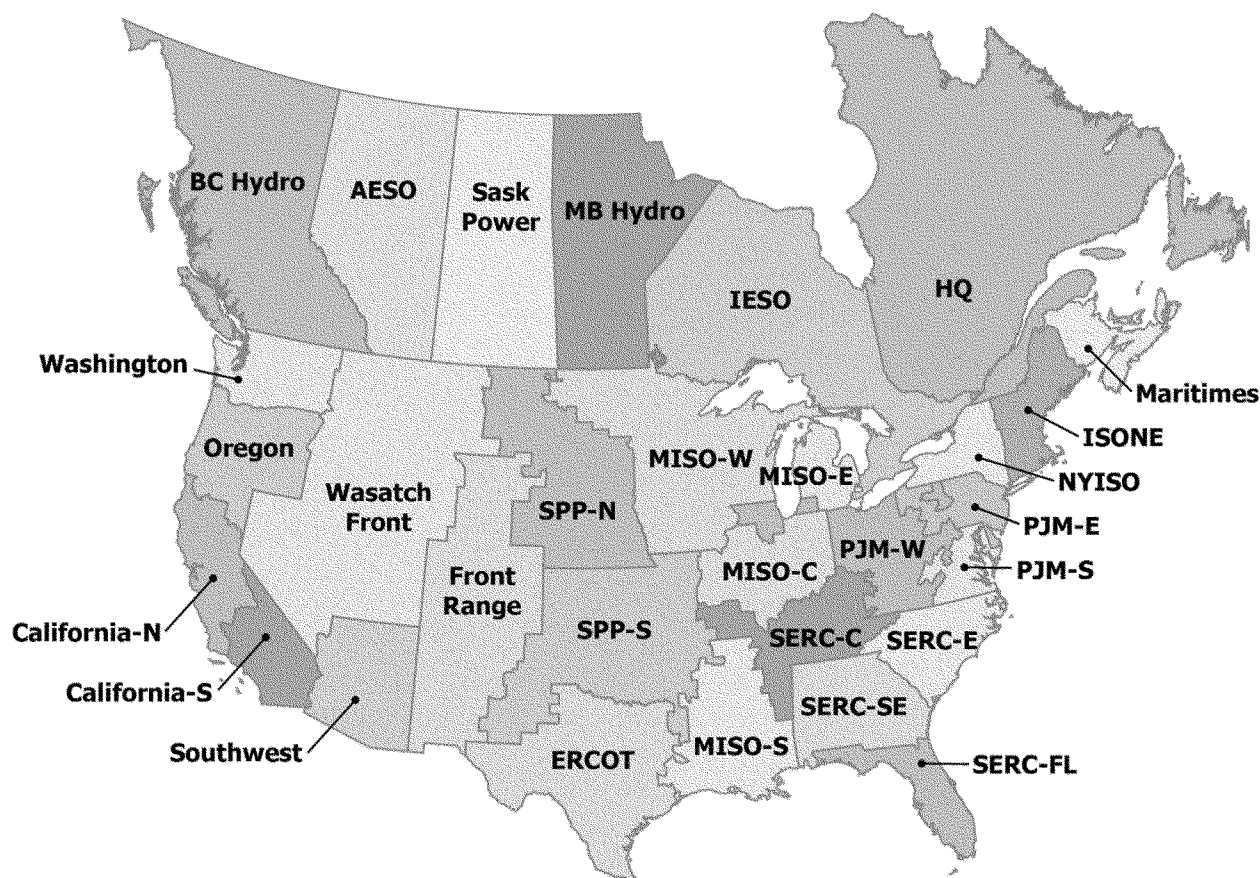 BC Hydro
AESO
Sask
Power
MB Hydro
IESO
HQ
Washington
Maritimes
Oregon
MISO-W
MISO-E
ISONE
NYISO
Wasatch
Front
SPP-N
PJM-E
PJM-W
PJM-S
MISO-C
Front
Range
California-N
SPP-S
SERC-C
SERC-E
California-S
SERC-SE
Southwest
ERCOT
MISO-S
SERC-FL